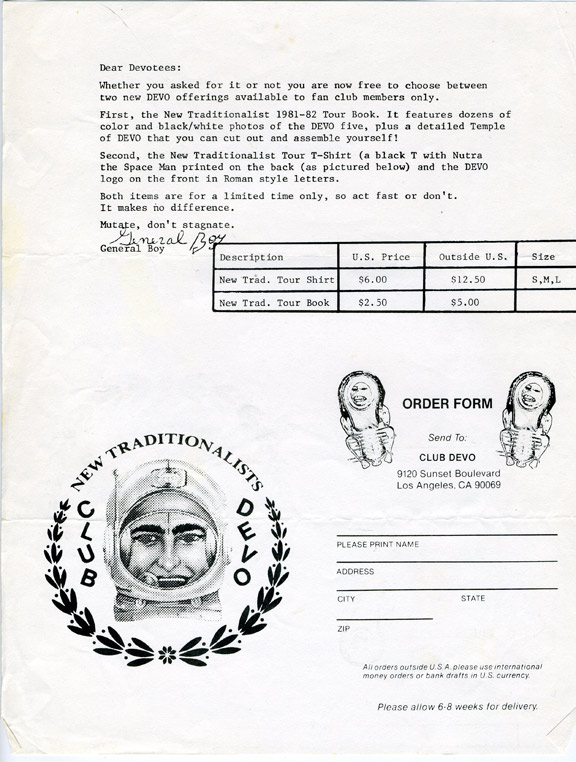 Dear Devotees:
Whether you asked for it or not you are now free to choose between
two new DEVO offerings available to fan club members only.
First, the New Traditionalist 1981-82 Tour Book. It features dozens of
color and black/white photos of the DEVO five, plus a detailed Temple
of DEVO that you can cut out and assemble yourself!
Second, the New Traditionalist Tour T-Shirt (a black T with Nutra
the Space Man printed on the back (as pictured below) and the DEVO
logo on the front in Roman style letters.
Both items are for a limited time only, so act fast or don't.
It makes no difference.
Mutate, don't stagnate.
General Boy
General Boy
Description U.S. Price Outside U.S. Size
New Trad. Tour Shirt $6.00 $12.50 S,M,L
New Trad. Tour Book $2.50 $5.00
ORDER FORM
Send To:
CLUB DEVO
9120 Sunset Boulevard
Los Angeles, CA 90069
NEW TRADITIONALISTS
CLUB
DEVO
PLEASE PRINT NAME
ADDRESS
CITY STATE
ZIP
All orders outside U.S.A. please use international
money orders or bank drafts in U.S. currency.
Please allow 6-8 weeks for delivery.